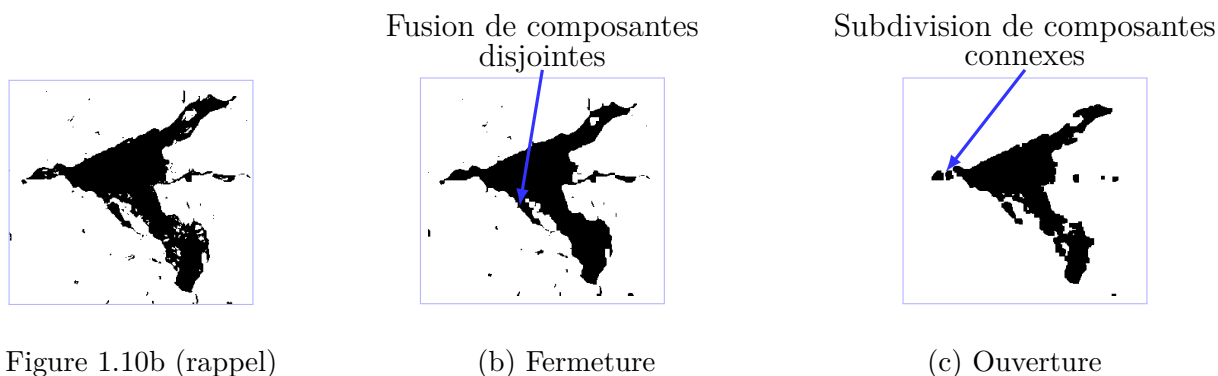 Fusion de composantes
disjointes
Subdivision de composantes
connexes
Figure 1.10b (rappel)
(b) Fermeture
(c) Ouverture